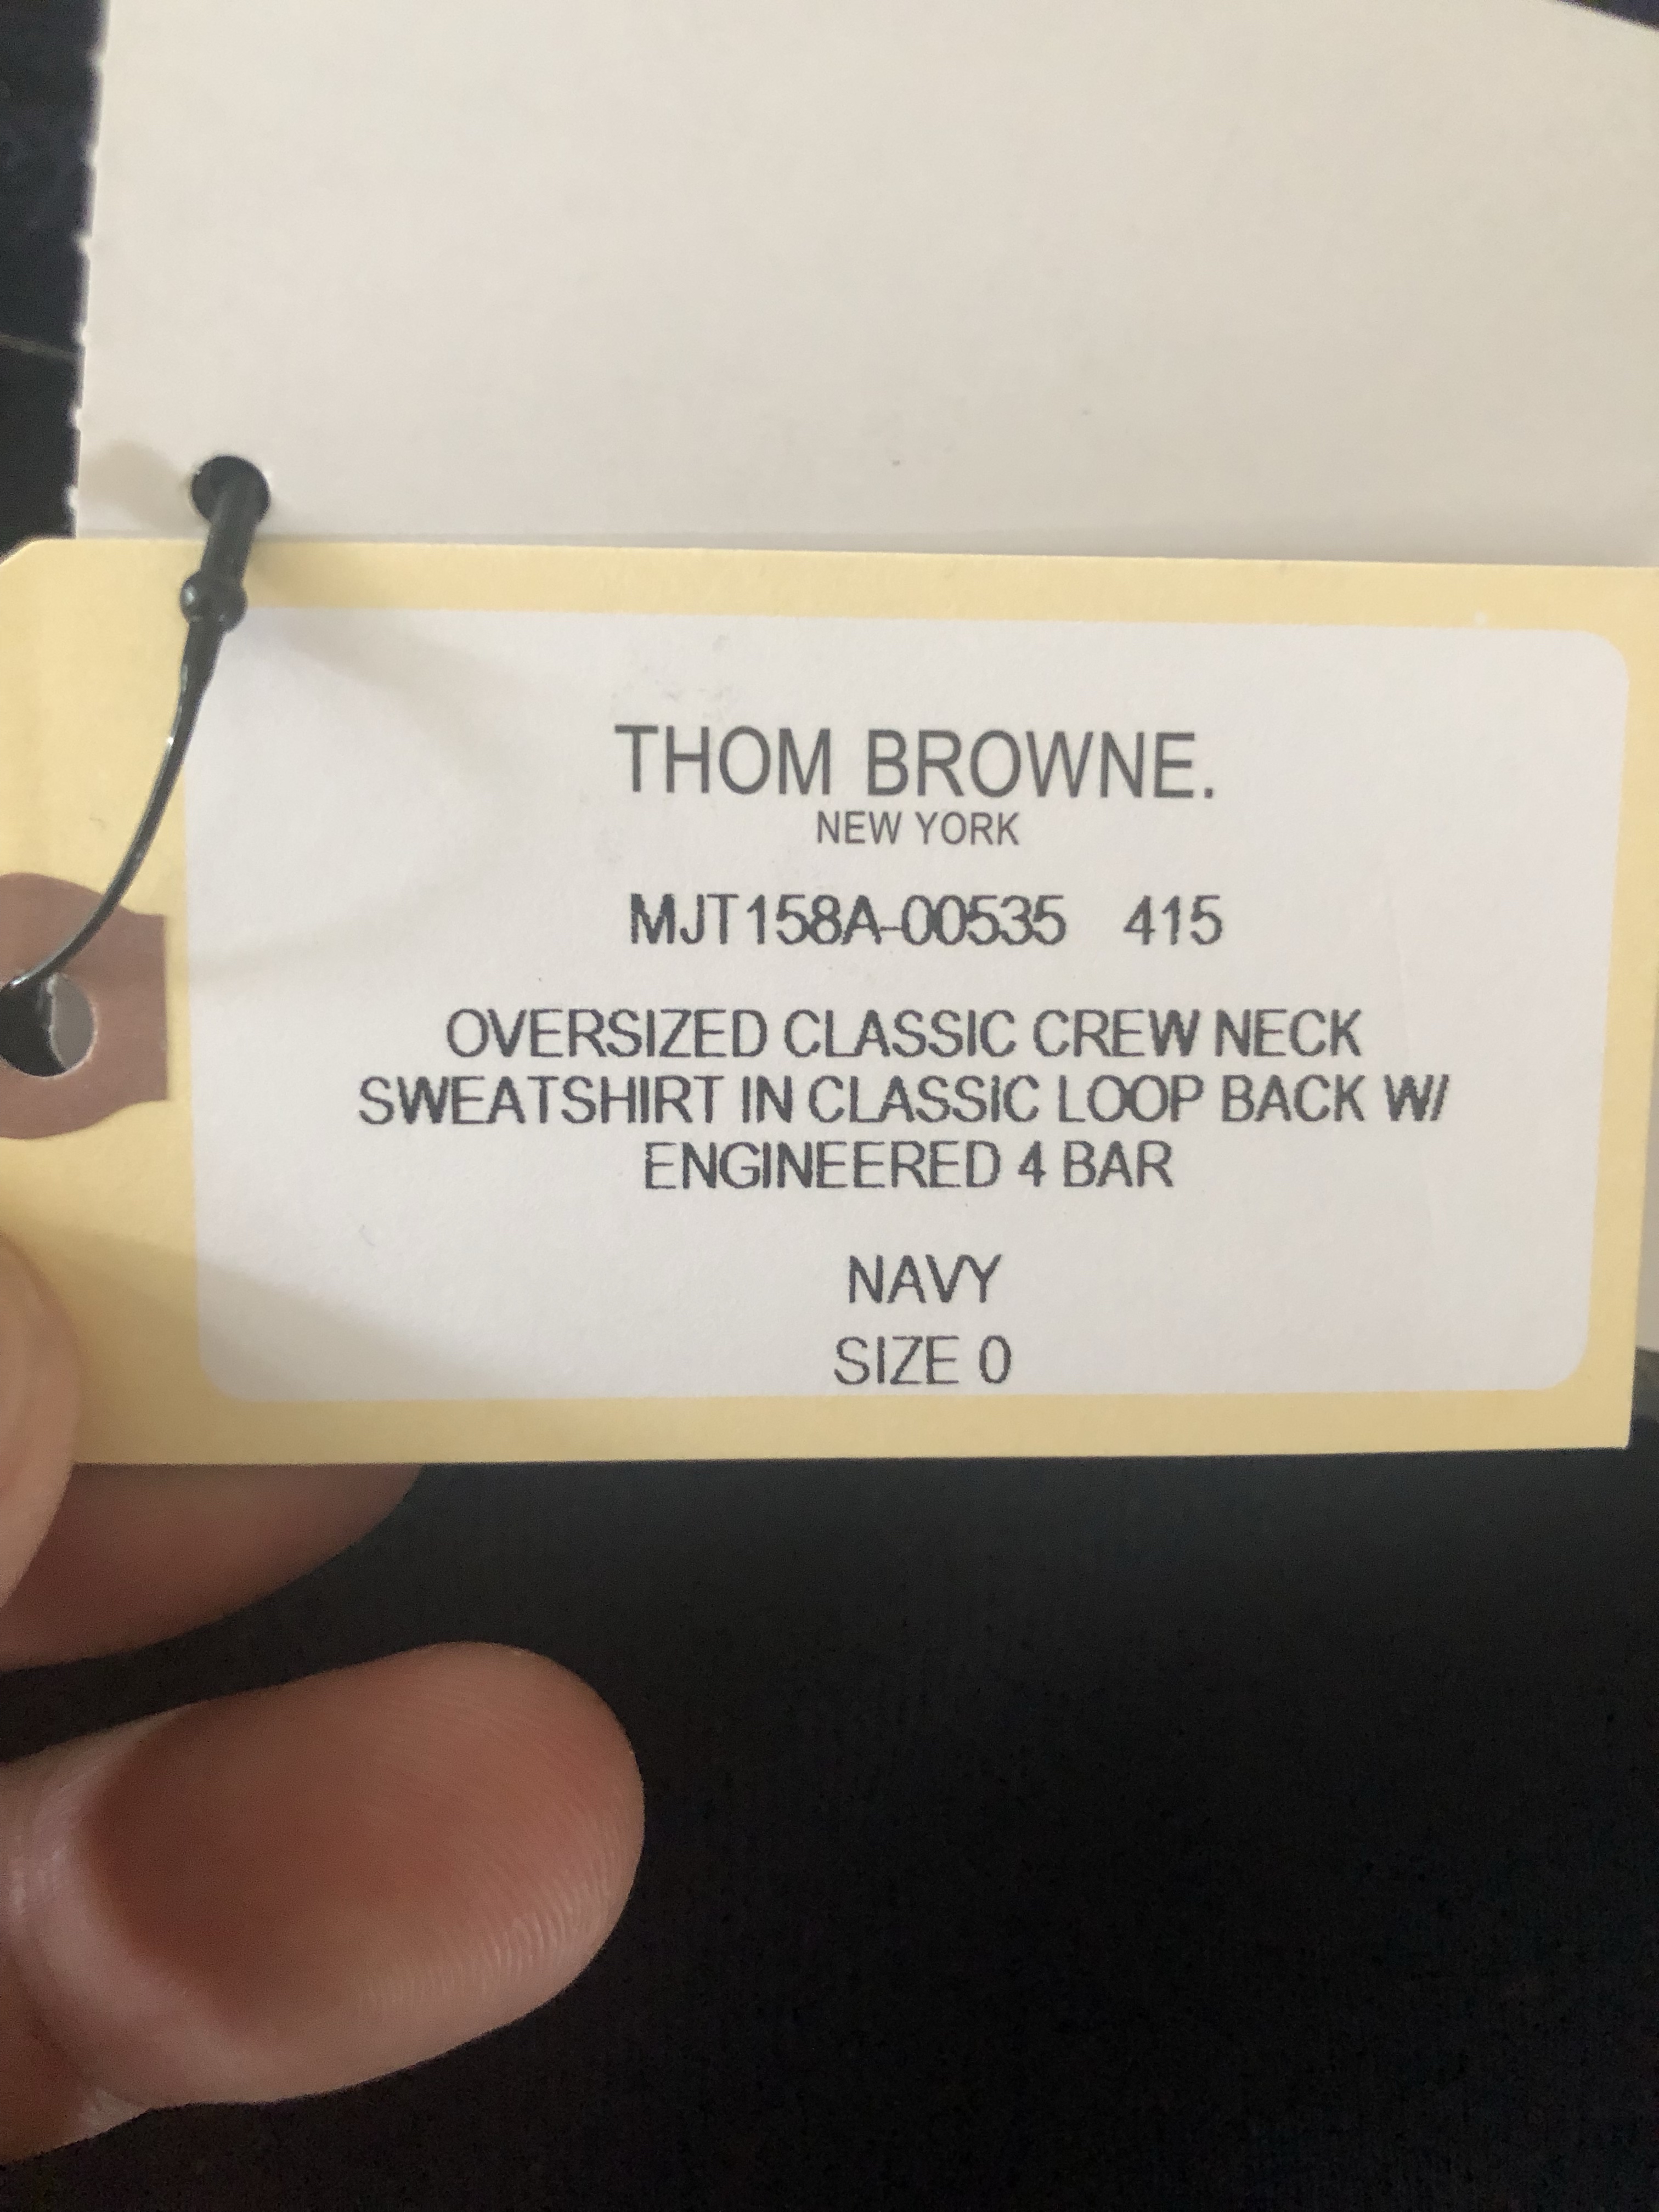 THOM BROWNE.
NEW YORK
MJT158A-00535 415
OVERSIZED CLASSIC CREW NECK
SWEATSHIRT IN CLASSIC LOOP BACK W/
ENGINEERED 4 BAR
NAVY
SIZE 0